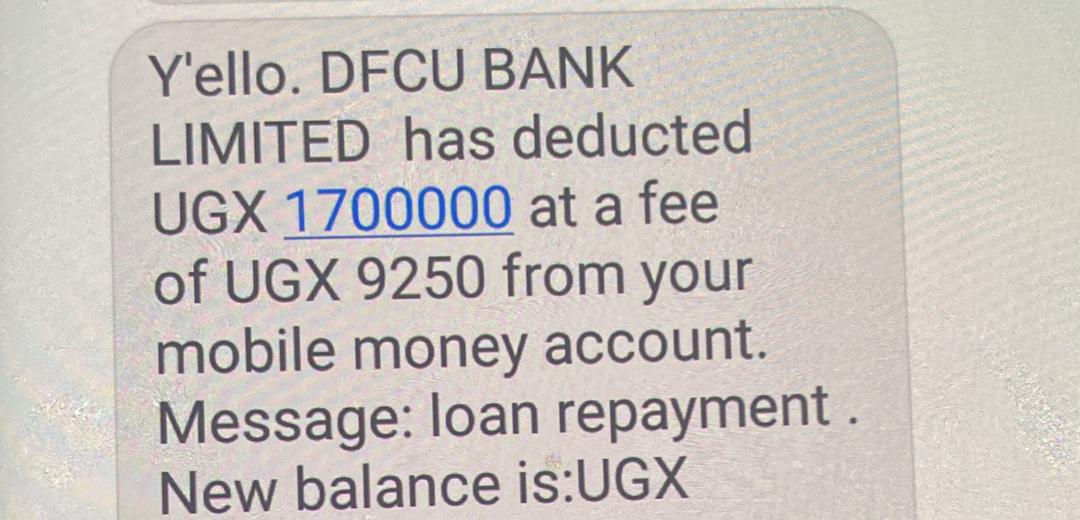 Y'ello. DFCU BANK
LIMITED has deducted
UGX 1700000 at a fee
of UGX 9250 from your
mobile money account.
Message: loan repayment .
New balance is:UGX